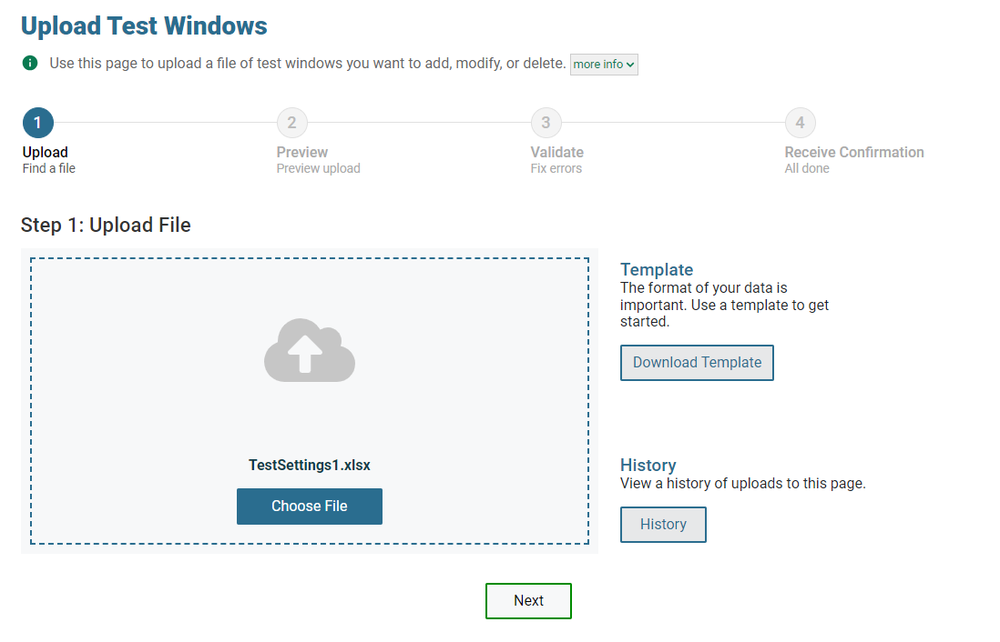 Upload Test Windows
Use this page to upload a file of test windows you want to add, modify, or delete. more info
1
2
3
4
Upload
Preview
Validate
Receive Confirmation
Find a file
Preview upload
Fix errors
All done
Step 1: Upload File
Template
The format of your data is
important. Use a template to get
started.
Download Template
TestSettings1.xlsx
Choose File
History
View a history of uploads to this page.
History
Next